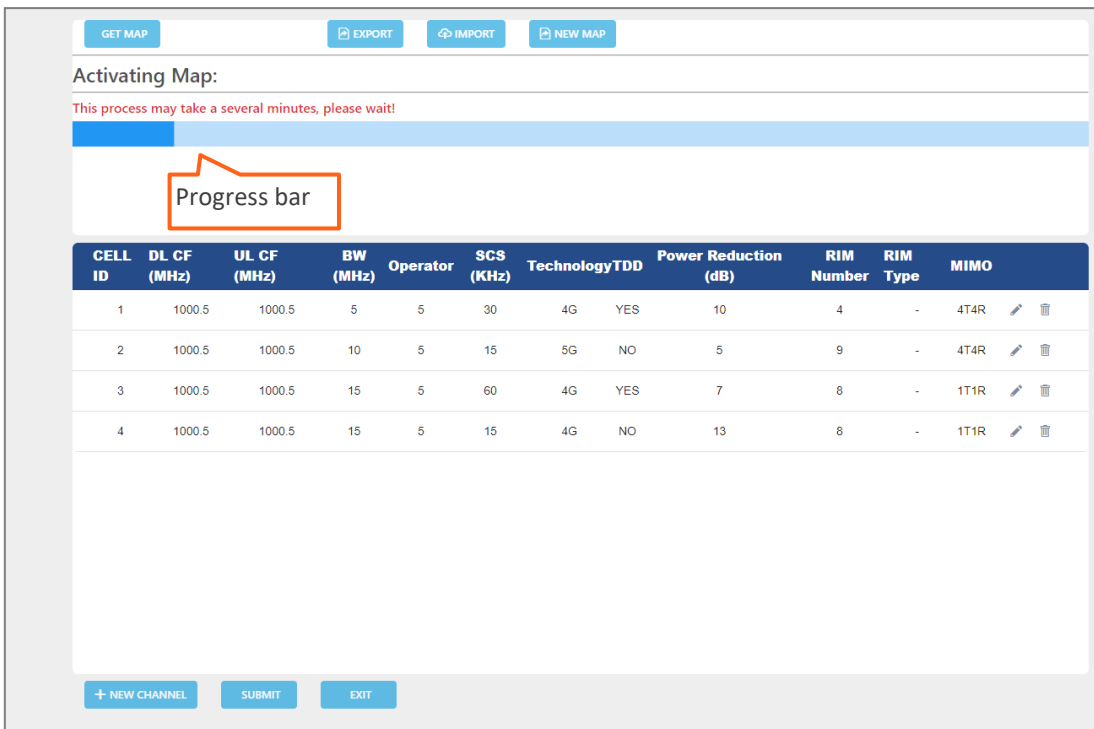 GET MAP EXPORT IMPORT NEW MAP
Activating Map:
This process may take a several minutes, please wait!
Progress bar
CELL ID DL CF (MHz) UL CF (MHz) BW (MHz) Operator SCS (KHz) Technology TDD Power Reduction (dB) RIM Number RIM Type MIMO
1 1000.5 1000.5 5 5 30 4G YES 10 4 - 4T4R
2 1000.5 1000.5 10 5 15 5G NO 5 9 - 4T4R
3 1000.5 1000.5 15 5 60 4G YES 7 8 - 1T1R
4 1000.5 1000.5 15 5 15 4G NO 13 8 - 1T1R
+ NEW CHANNEL SUBMIT EXIT